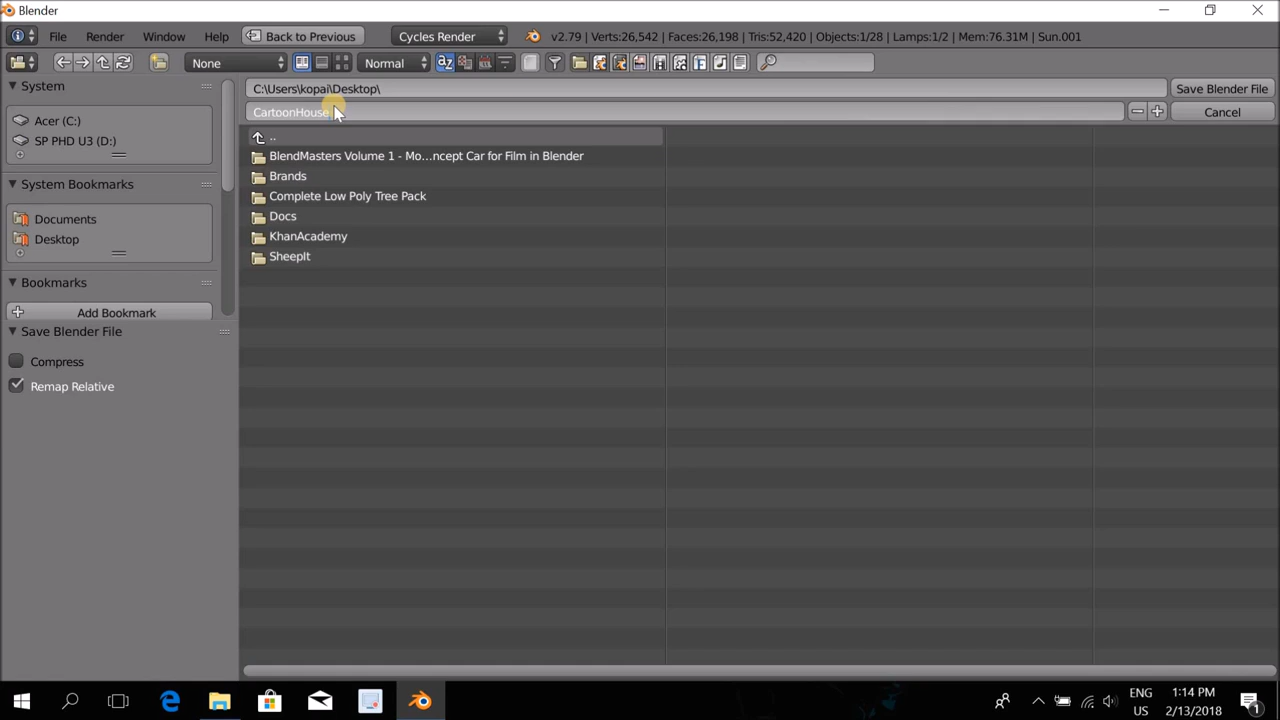 Blender
File Render Window Help Back to Previous Cycles Render v2.79 | Verts:26,542 | Faces:26,198 | Tris:52,420 | Objects:1/28 | Lamps:1/2 | Mem:76.31M | Sun.001
None Normal
System
Acer (C:)
SP PHD U3 (D:)
System Bookmarks
Documents
Desktop
Bookmarks
Add Bookmark
Save Blender File
Compress
Remap Relative
C:\Users\kopai\Desktop\ Save Blender File
CartoonHouse Cancel
..
BlendMasters Volume 1 - Mo...ncept Car for Film in Blender
Brands
Complete Low Poly Tree Pack
Docs
KhanAcademy
SheepIt
ENG 1:14 PM
US 2/13/2018 1